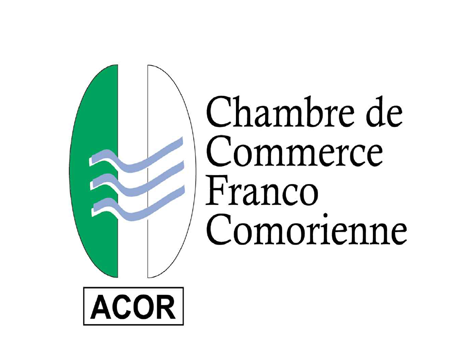 Chambre de
Commerce
Franco
Comorienne
ACOR